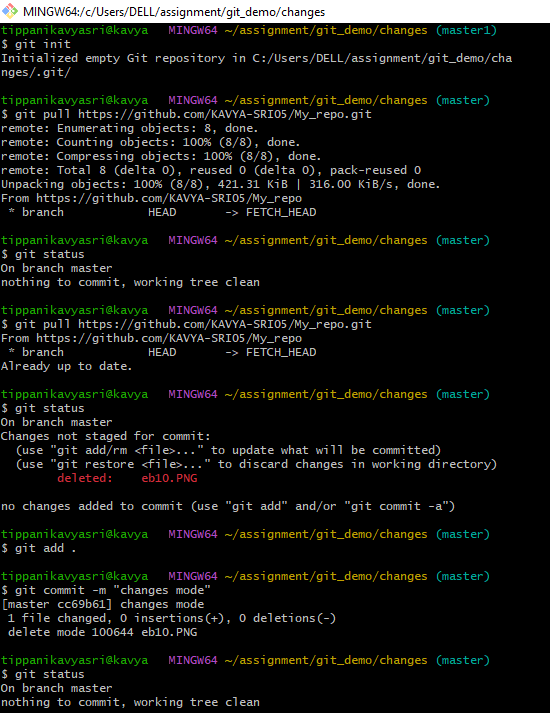 MINGW64:/c/Users/DELL/assignment/git_demo/changes
tippanikavyasri@kavya MINGW64 ~/assignment/git_demo/changes (master1)
$ git init
Initialized empty Git repository in C:/Users/DELL/assignment/git_demo/cha
nges/.git/
tippanikavyasri@kavya MINGW64 ~/assignment/git_demo/changes (master)
$ git pull https://github.com/KAVYA-SRI05/My_repo.git
remote: Enumerating objects: 8, done.
remote: Counting objects: 100% (8/8), done.
remote: Compressing objects: 100% (8/8), done.
remote: Total 8 (delta 0), reused 0 (delta 0), pack-reused 0
Unpacking objects: 100% (8/8), 421.31 KiB | 316.00 KiB/s, done.
From https://github.com/KAVYA-SRI05/My_repo
 * branch            HEAD       -> FETCH_HEAD
tippanikavyasri@kavya MINGW64 ~/assignment/git_demo/changes (master)
$ git status
On branch master
nothing to commit, working tree clean
tippanikavyasri@kavya MINGW64 ~/assignment/git_demo/changes (master)
$ git pull https://github.com/KAVYA-SRI05/My_repo.git
From https://github.com/KAVYA-SRI05/My_repo
 * branch            HEAD       -> FETCH_HEAD
Already up to date.
tippanikavyasri@kavya MINGW64 ~/assignment/git_demo/changes (master)
$ git status
On branch master
Changes not staged for commit:
  (use "git add/rm <file>..." to update what will be committed)
  (use "git restore <file>..." to discard changes in working directory)
        deleted:    eb10.PNG
no changes added to commit (use "git add" and/or "git commit -a")
tippanikavyasri@kavya MINGW64 ~/assignment/git_demo/changes (master)
$ git add .
tippanikavyasri@kavya MINGW64 ~/assignment/git_demo/changes (master)
$ git commit -m "changes mode"
[master cc69b61] changes mode
 1 file changed, 0 insertions(+), 0 deletions(-)
 delete mode 100644 eb10.PNG
tippanikavyasri@kavya MINGW64 ~/assignment/git_demo/changes (master)
$ git status
On branch master
nothing to commit, working tree clean